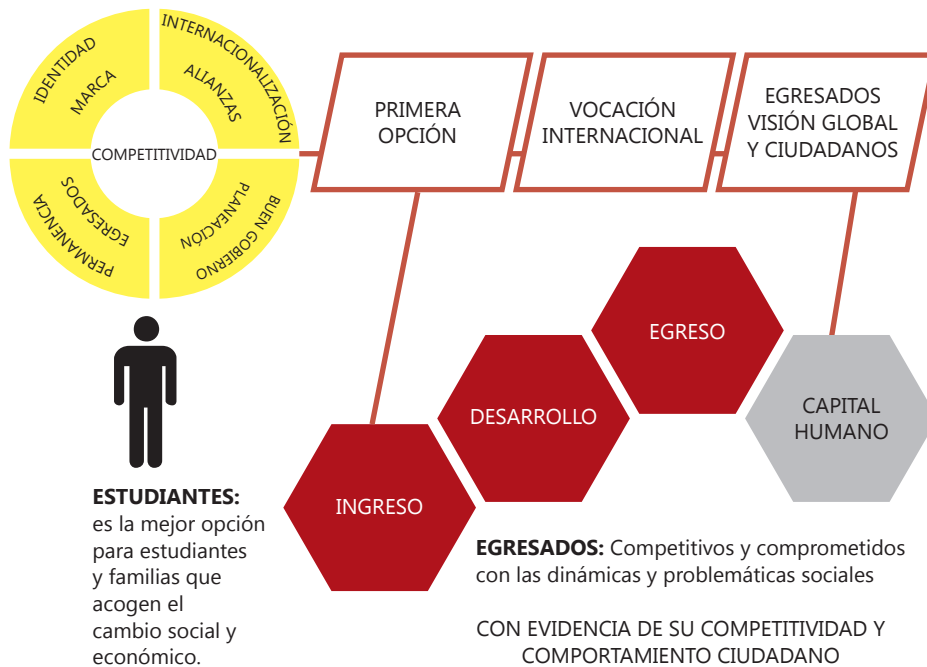 IDENTIDAD
MARCA
INTERNACIONALIZACIÓN
ALIANZAS
COMPETITIVIDAD
EGRESADOS
PERMANENCIA
PLANEACIÓN
BUEN GOBIERNO
PRIMERA
OPCIÓN
VOCACIÓN
INTERNACIONAL
EGRESADOS
VISIÓN GLOBAL
Y CIUDADANOS
EGRESO
DESARROLLO
INGRESO
CAPITAL
HUMANO
ESTUDIANTES:
es la mejor opción
para estudiantes
y familias que
acogen el
cambio social y
económico.
EGRESADOS: Competitivos y comprometidos
con las dinámicas y problemáticas sociales
CON EVIDENCIA DE SU COMPETITIVIDAD Y
COMPORTAMIENTO CIUDADANO